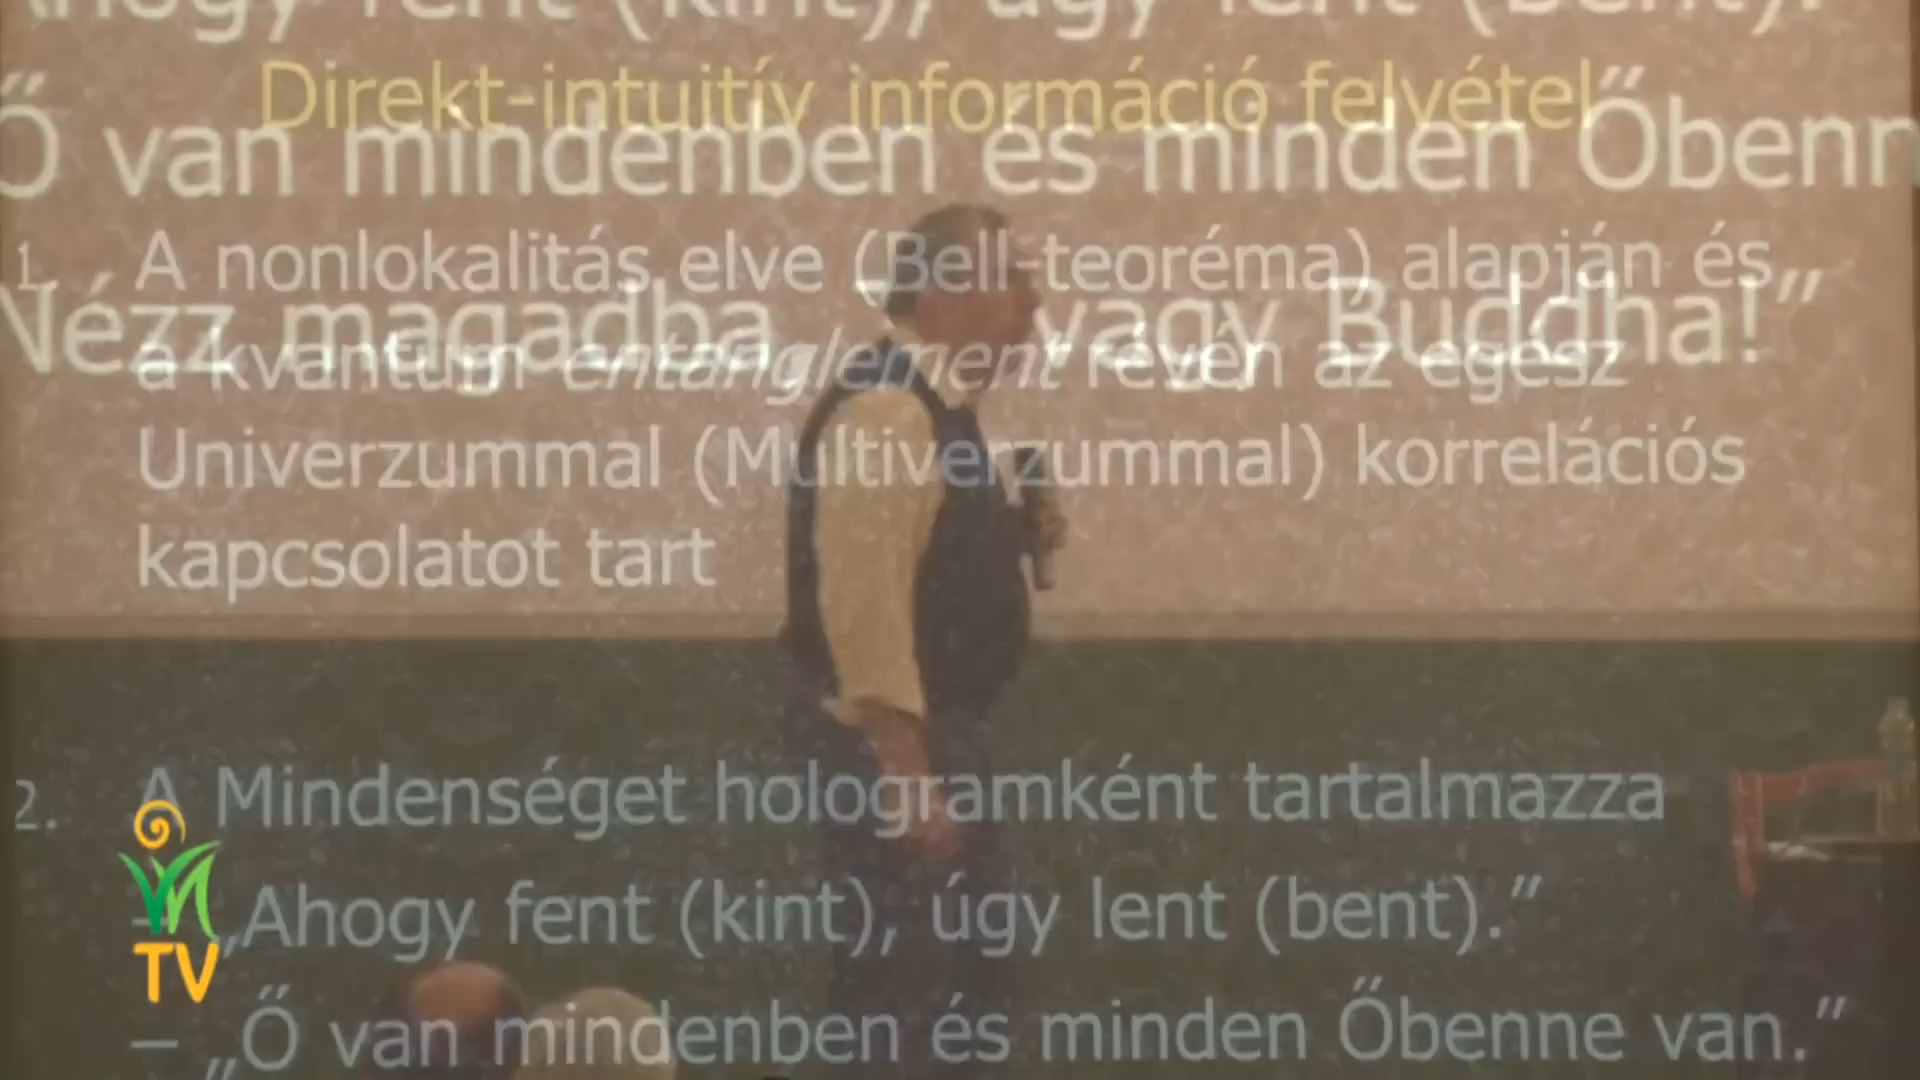 Ahogy fent (kint), úgy lent (bent).
Direkt-intuitív információ felvétel
Ő van mindenben és minden Őbenn
1. A nonlokalitás elve (Bell-teoréma) alapján és
Nézz magadba, vagy Buddha!”
a kvantum entanglement révén az egész
Univerzummal (Multiverzummal) korrelációs
kapcsolatot tart
2. A Mindenséget hologramként tartalmazza
– „Ahogy fent (kint), úgy lent (bent).”
– „Ő van mindenben és minden Őbenne van.”
TV